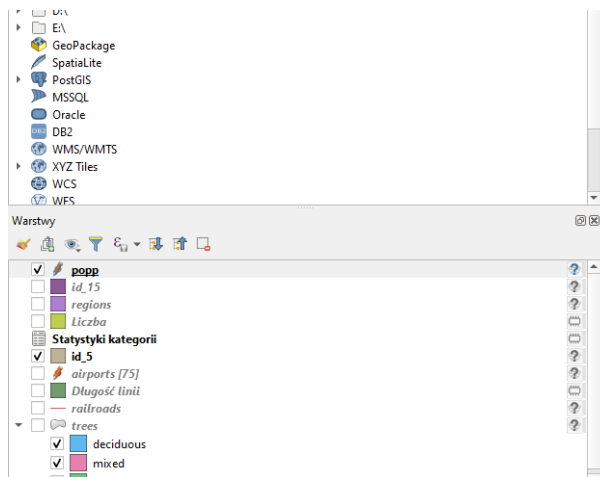 D:\
E:\
GeoPackage
SpatiaLite
PostGIS
MSSQL
Oracle
DB2 DB2
WMS/WMTS
XYZ Tiles
WCS
WFS
Warstwy
popp
id_15
regions
Liczba
Statystyki kategorii
id_5
airports [75]
Długość linii
railroads
trees
deciduous
mixed